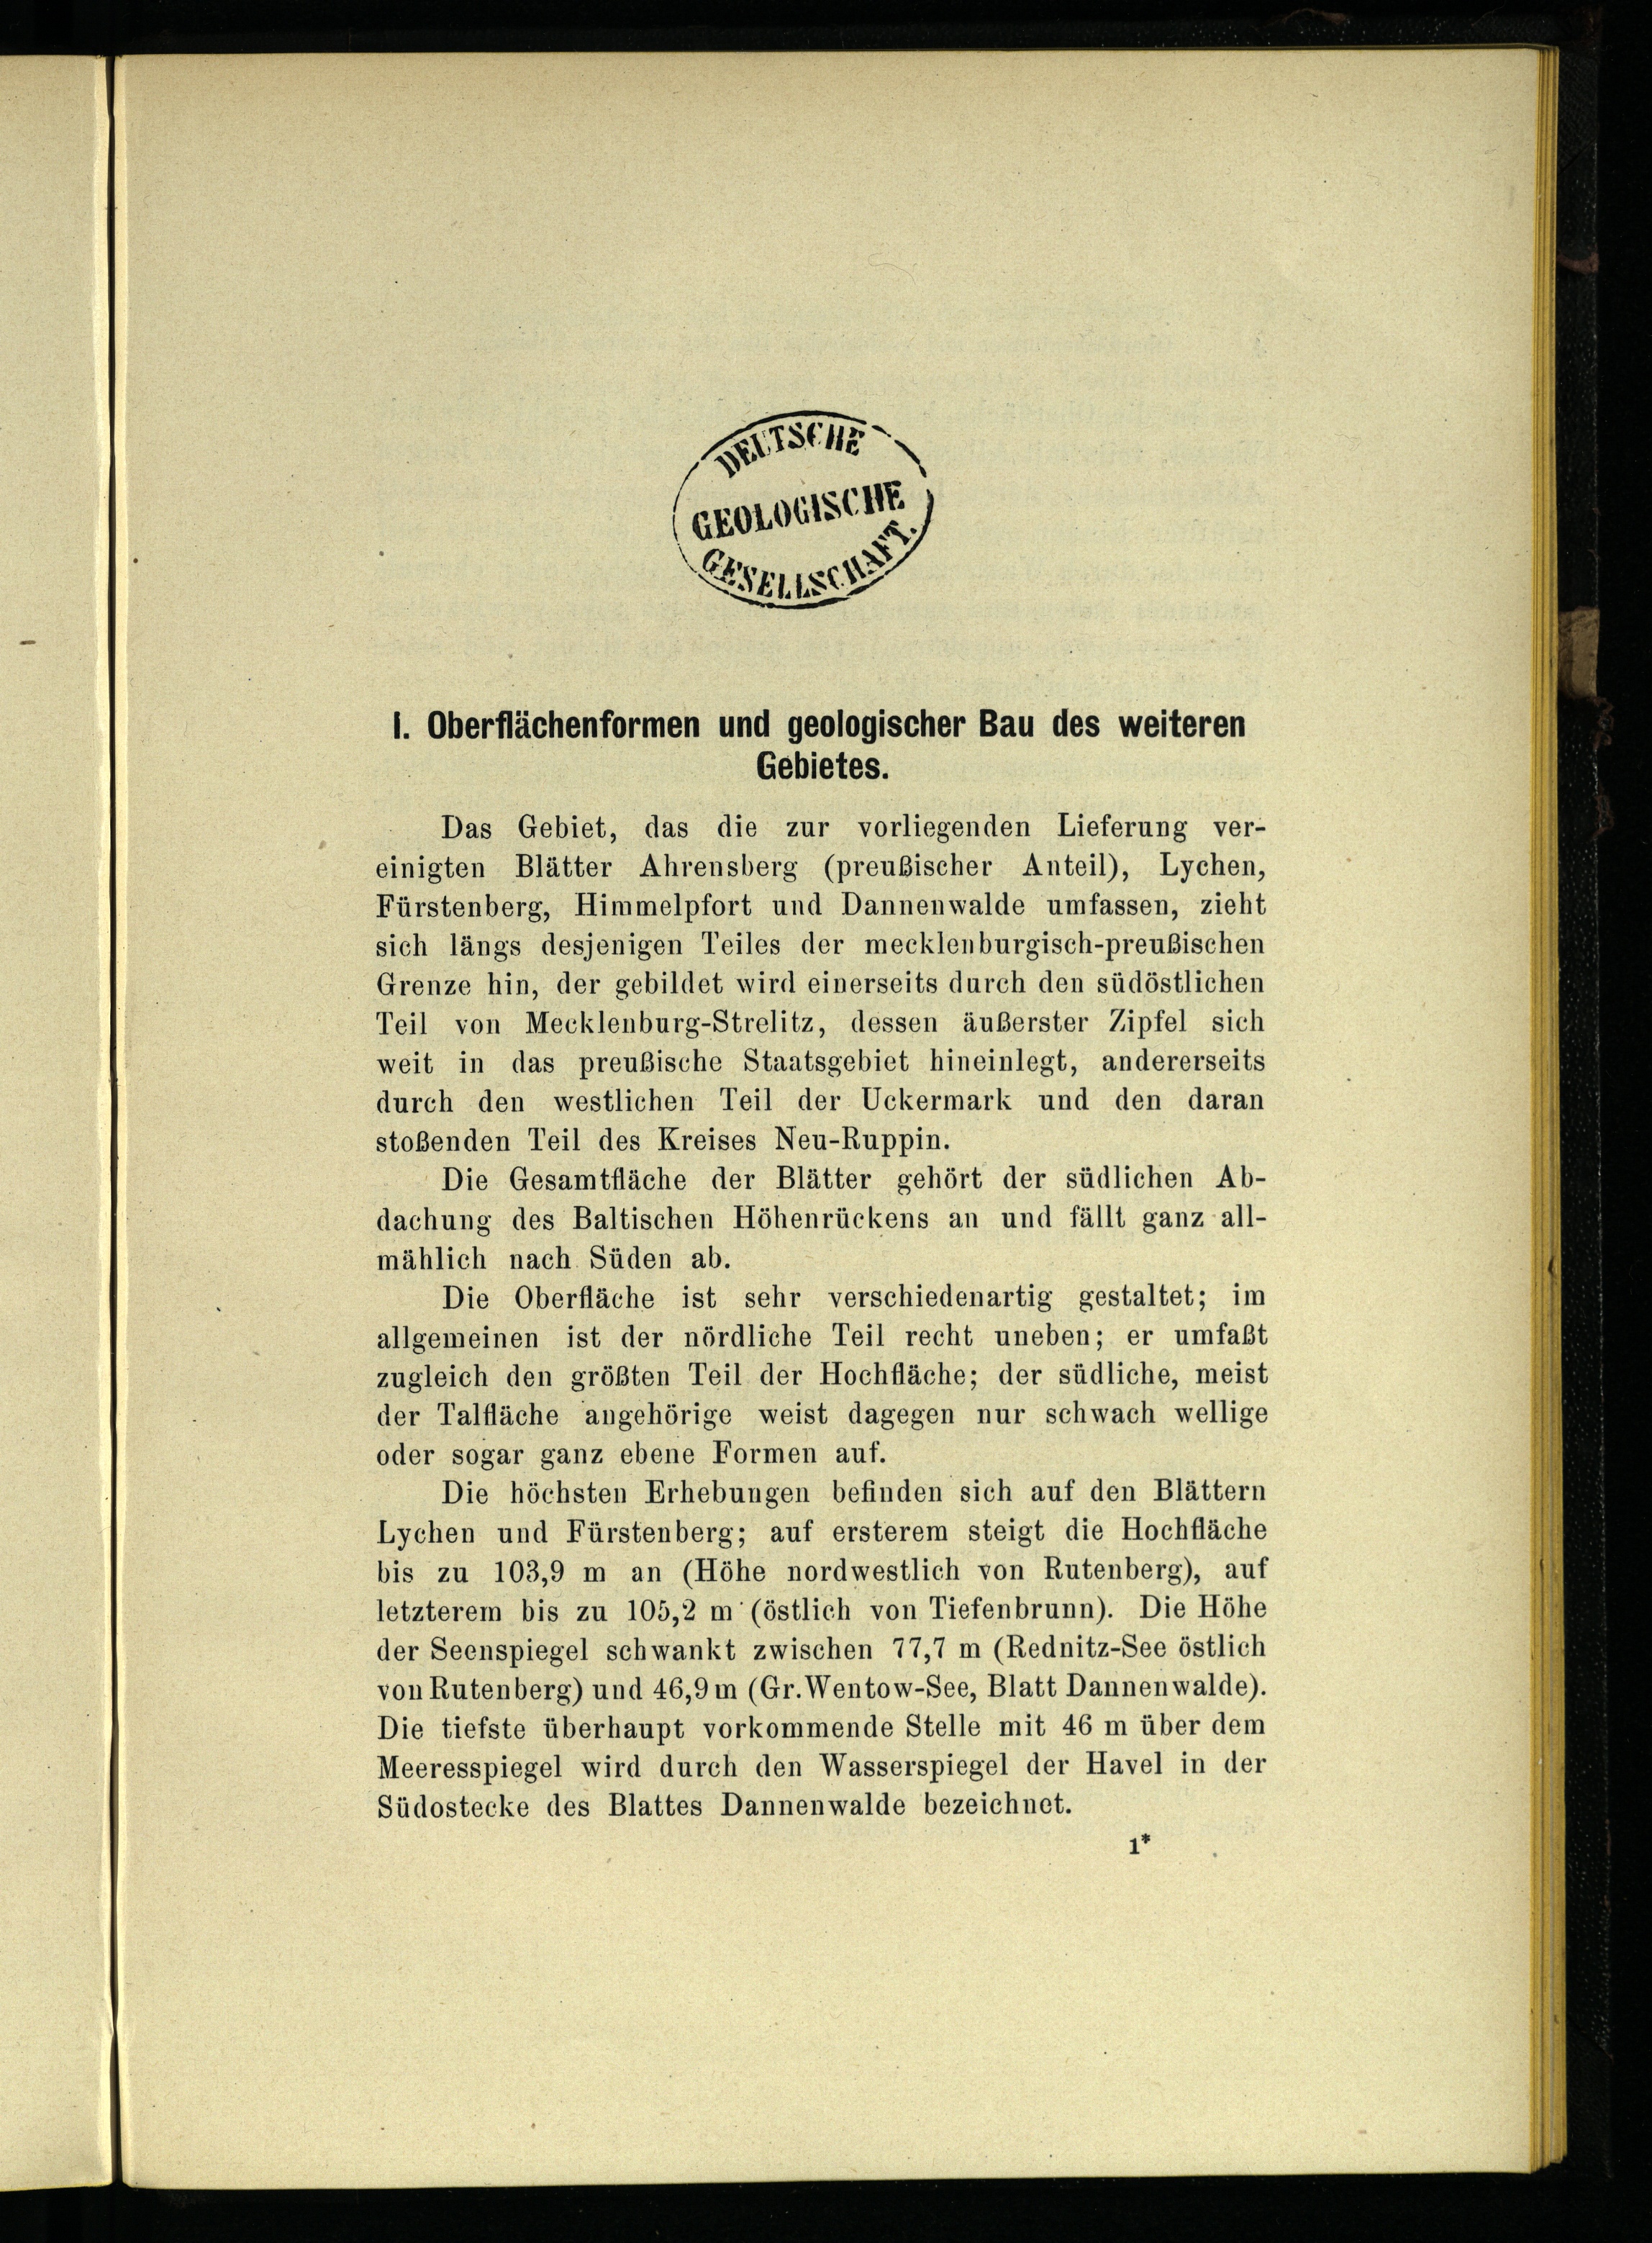 DEUTSCHE
GEOLOGISCHE
GESELLSCHAFT.
I. Oberflächenformen und geologischer Bau des weiteren
Gebietes.
Das Gebiet, das die zur vorliegenden Lieferung ver-
einigten Blätter Ahrensberg (preußischer Anteil), Lychen,
Fürstenberg, Himmelpfort und Dannenwalde umfassen, zieht
sich längs desjenigen Teiles der mecklenburgisch-preußischen
Grenze hin, der gebildet wird einerseits durch den südöstlichen
Teil von Mecklenburg-Strelitz, dessen äußerster Zipfel sich
weit in das preußische Staatsgebiet hineinlegt, andererseits
durch den westlichen Teil der Uckermark und den daran
stoßenden Teil des Kreises Neu-Ruppin.
Die Gesamtfläche der Blätter gehört der südlichen Ab-
dachung des Baltischen Höhenrückens an und fällt ganz all-
mählich nach Süden ab.
Die Oberfläche ist sehr verschiedenartig gestaltet; im
allgemeinen ist der nördliche Teil recht uneben; er umfaßt
zugleich den größten Teil der Hochfläche; der südliche, meist
der Talfläche angehörige weist dagegen nur schwach wellige
oder sogar ganz ebene Formen auf.
Die höchsten Erhebungen befinden sich auf den Blättern
Lychen und Fürstenberg; auf ersterem steigt die Hochfläche
bis zu 103,9 m an (Höhe nordwestlich von Rutenberg), auf
letzterem bis zu 105,2 m (östlich von Tiefenbrunn). Die Höhe
der Seenspiegel schwankt zwischen 77,7 m (Rednitz-See östlich
von Rutenberg) und 46,9 m (Gr. Wentow-See, Blatt Dannenwalde).
Die tiefste überhaupt vorkommende Stelle mit 46 m über dem
Meeresspiegel wird durch den Wasserspiegel der Havel in der
Südostecke des Blattes Dannenwalde bezeichnet.
1*